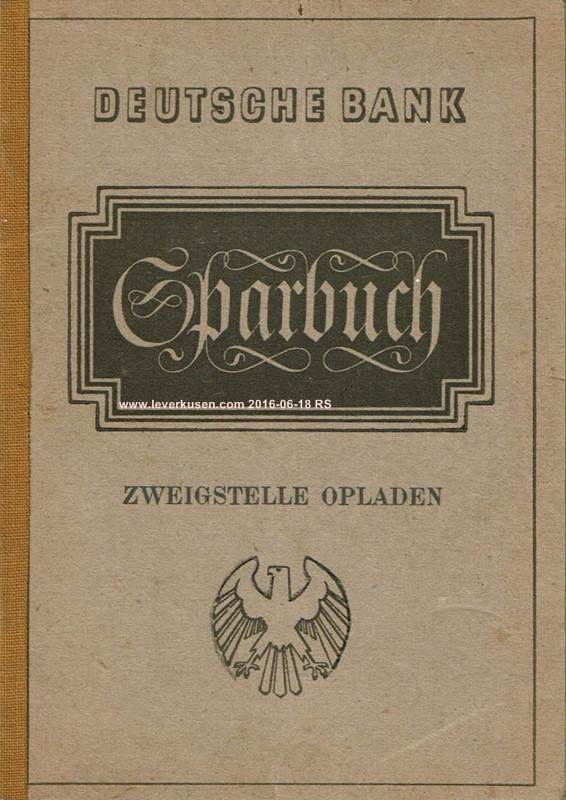 DEUTSCHE BANK
Sparbuch
www.leverkusen.com 2016-06-18 RS
ZWEIGSTELLE OPLADEN